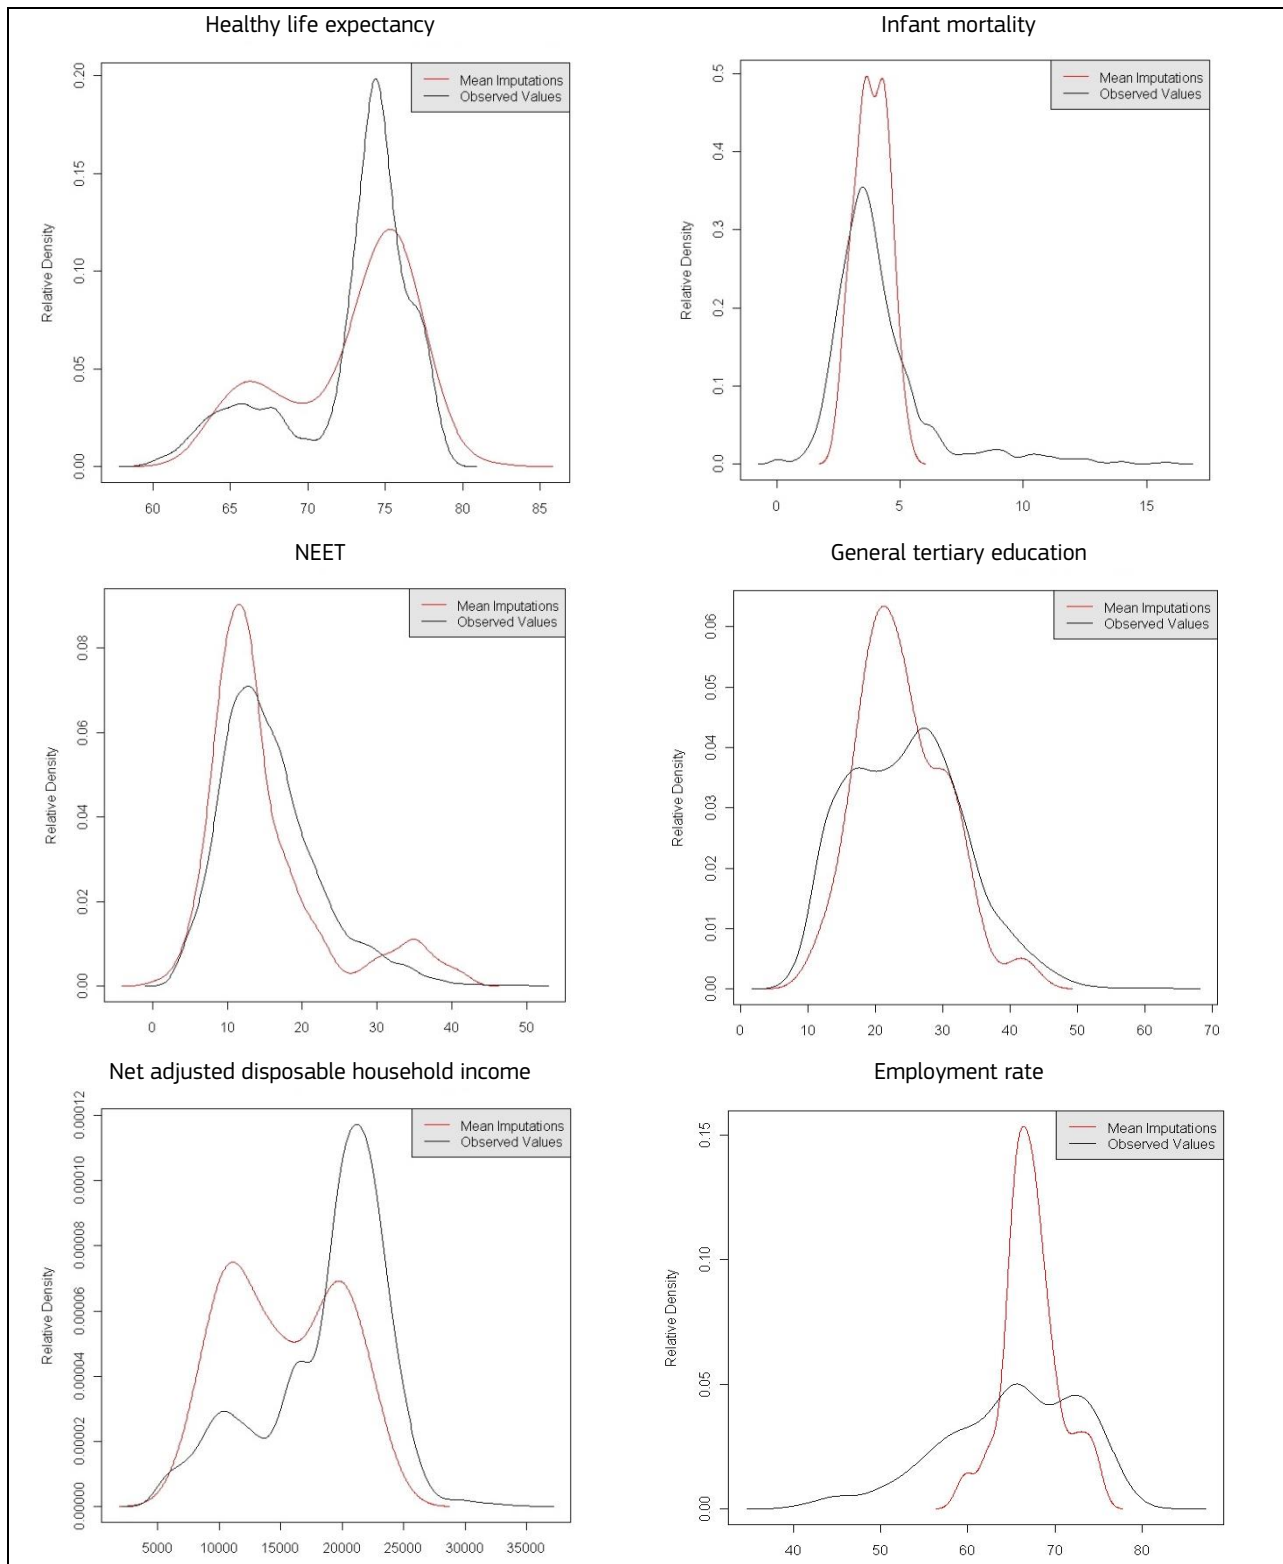 Healthy life expectancy
Mean Imputations
Observed Values
Relative Density
0.00
0.05
0.10
0.15
0.20
60 65 70 75 80 85
Infant mortality
Mean Imputations
Observed Values
Relative Density
0.0
0.1
0.2
0.3
0.4
0.5
0 5 10 15
NEET
Mean Imputations
Observed Values
Relative Density
0.00
0.02
0.04
0.06
0.08
0 10 20 30 40 50
General tertiary education
Mean Imputations
Observed Values
Relative Density
0.00
0.01
0.02
0.03
0.04
0.05
0.06
0 10 20 30 40 50 60 70
Net adjusted disposable household income
Mean Imputations
Observed Values
Relative Density
0.00000
0.00002
0.00004
0.00006
0.00008
0.00010
0.00012
5000 10000 15000 20000 25000 30000 35000
Employment rate
Mean Imputations
Observed Values
Relative Density
0.00
0.05
0.10
0.15
40 50 60 70 80